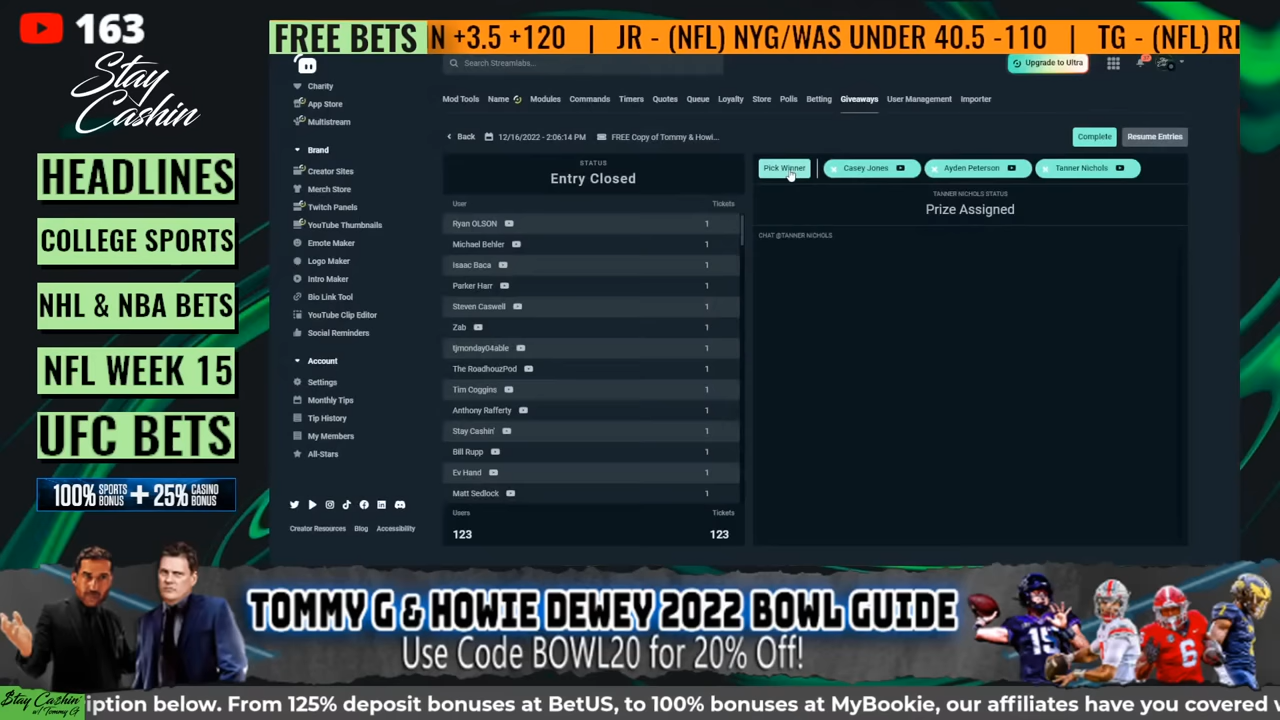 163
Stay Cashin
HEADLINES
COLLEGE SPORTS
NHL & NBA BETS
NFL WEEK 15
UFC BETS
100% SPORTS BONUS + 25% CASINO BONUS
FREE BETS
N +3.5 +120 | JR - (NFL) NYG/WAS UNDER 40.5 -110 | TG - (NFL)
Search Streamlabs...
Upgrade to Ultra
Charity
App Store
Multistream
Brand
Creator Sites
Merch Store
Twitch Panels
YouTube Thumbnails
Emote Maker
Logo Maker
Intro Maker
Bio Link Tool
YouTube Clip Editor
Social Reminders
Account
Settings
Monthly Tips
Tip History
My Members
All-Stars
Creator Resources Blog Accessibility
Mod Tools Name Modules Commands Timers Quotes Queue Loyalty Store Polls Betting Giveaways User Management Importer
Back 12/16/2022 - 2:06:14 PM FREE Copy of Tommy & Howi...
Complete Resume Entries
STATUS
Entry Closed
User Tickets
Ryan OLSON 1
Michael Behler 1
Isaac Baca 1
Parker Harr 1
Steven Caswell 1
Zab 1
tjmonday04able 1
The RoadhouzPod 1
Tim Coggins 1
Anthony Rafferty 1
Stay Cashin' 1
Bill Rupp 1
Ev Hand 1
Matt Sedlock 1
Users Tickets
123 123
Pick Winner Casey Jones Ayden Peterson Tanner Nichols
TANNER NICHOLS STATUS
Prize Assigned
CHAT @TANNER NICHOLS
TOMMY G & HOWIE DEWEY 2022 BOWL GUIDE
Use Code BOWL20 for 20% Off!
15
6
$tay Ca$hin'
w/ Tommy G
iption below. From 125% deposit bonuses at BetUS, to 100% bonuses at MyBookie, our affiliates have you covered